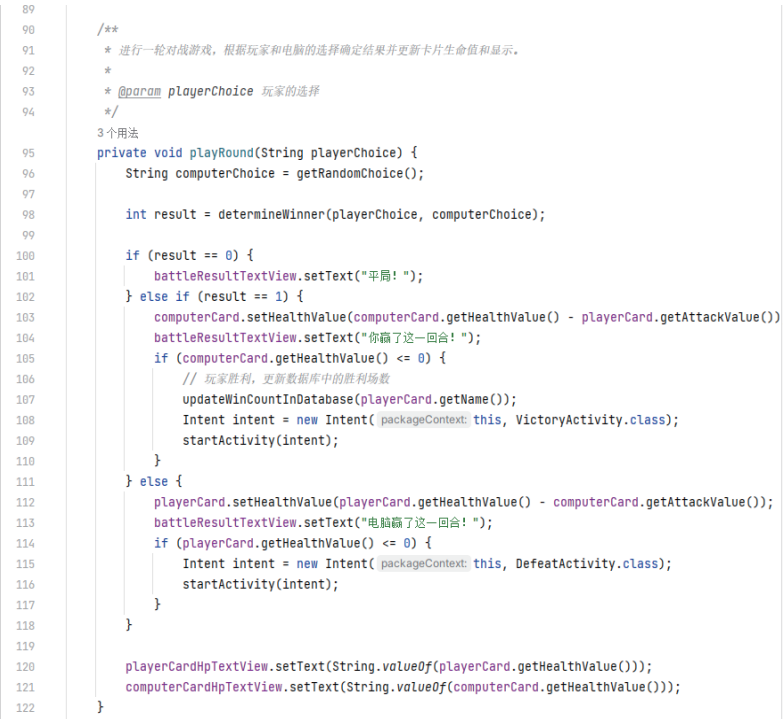 89
90 /**
91 * 进行一轮对战游戏，根据玩家和电脑的选择确定结果并更新卡片生命值和显示。
92 *
93 * @param playerChoice 玩家的选择
94 */
3个用法
95 private void playRound(String playerChoice) {
96 String computerChoice = getRandomChoice();
97
98 int result = determineWinner(playerChoice, computerChoice);
99
100 if (result == 0) {
101 battleResultTextView.setText("平局！");
102 } else if (result == 1) {
103 computerCard.setHealthValue(computerCard.getHealthValue() - playerCard.getAttackValue())
104 battleResultTextView.setText("你赢了这一回合！");
105 if (computerCard.getHealthValue() <= 0) {
106 // 玩家胜利，更新数据库中的胜利场数
107 updateWinCountInDatabase(playerCard.getName());
108 Intent intent = new Intent( packageContext: this, VictoryActivity.class);
109 startActivity(intent);
110 }
111 } else {
112 playerCard.setHealthValue(playerCard.getHealthValue() - computerCard.getAttackValue());
113 battleResultTextView.setText("电脑赢了这一回合！");
114 if (playerCard.getHealthValue() <= 0) {
115 Intent intent = new Intent( packageContext: this, DefeatActivity.class);
116 startActivity(intent);
117 }
118 }
119
120 playerCardHpTextView.setText(String.valueOf(playerCard.getHealthValue()));
121 computerCardHpTextView.setText(String.valueOf(computerCard.getHealthValue()));
122 }